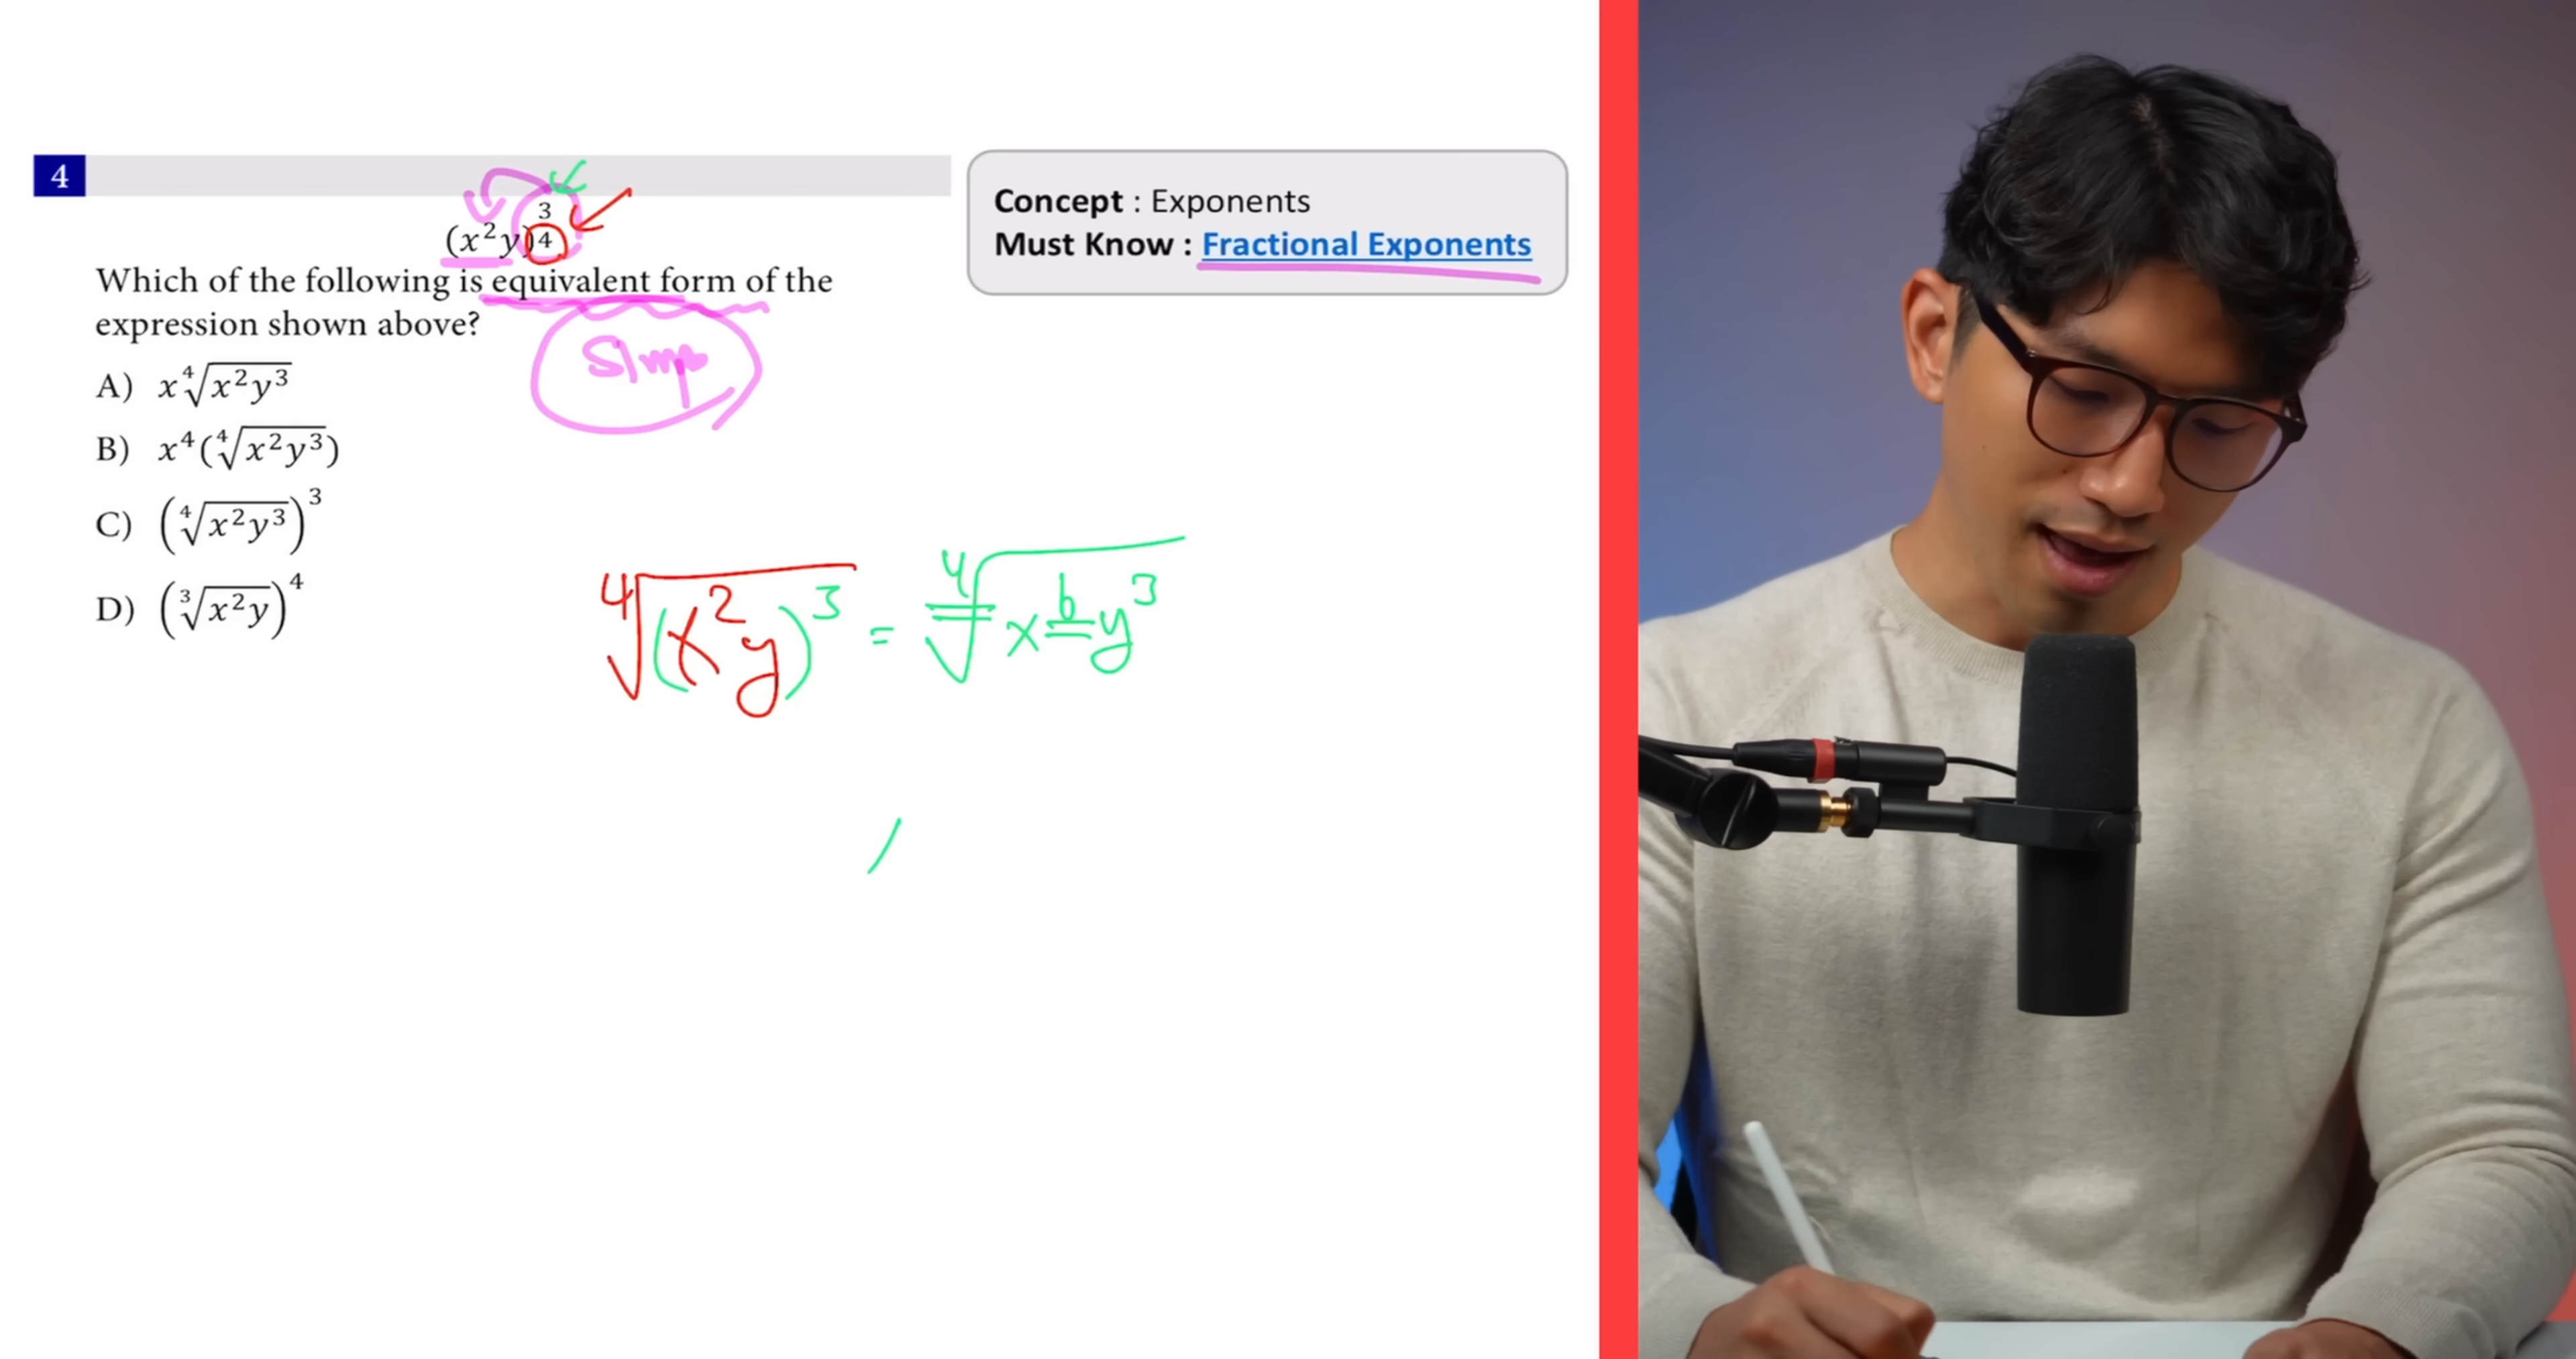 4
(x²y)^(3/4)
Which of the following is equivalent form of the
expression shown above?
Simp
A) x ⁴√(x²y³)
B) x⁴(⁴√(x²y³))
C) (⁴√(x²y³))³
D) (³√(x²y))⁴
Concept : Exponents
Must Know : Fractional Exponents
⁴√((x²y)³) = ⁴√(x⁶y³)